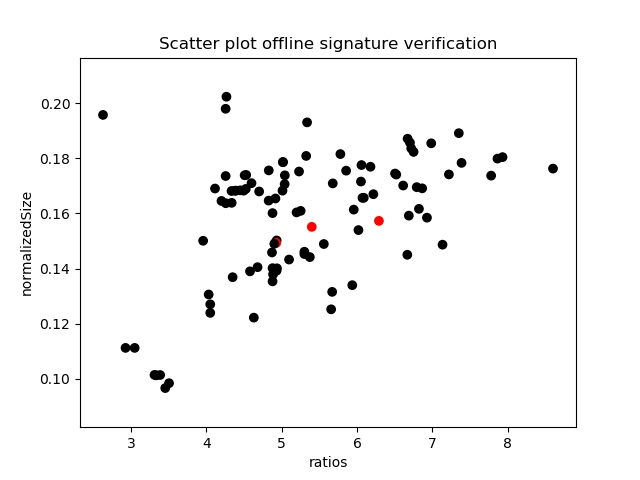 Scatter plot offline signature verification
0.20
0.18
0.16
0.14
0.12
0.10
normalizedSize
3 4 5 6 7 8
ratios